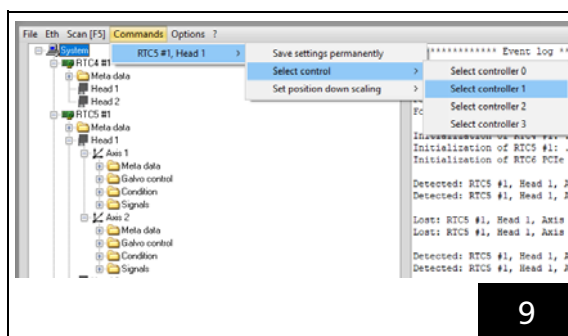 File Eth Scan [F5] Commands Options ?
System
RTC5 #1, Head 1
Save settings permanently
Select control
Set position down scaling
Select controller 0
Select controller 1
Select controller 2
Select controller 3
RTC4 #1
Meta data
Head 1
Head 2
RTC5 #1
Meta data
Head 1
Axis 1
Meta data
Galvo control
Condition
Signals
Axis 2
Meta data
Galvo control
Condition
Signals
************ Event log **
Initialization of RTC4 #1:
Initialization of RTC5 #1: .
Initialization of RTC6 PCIe
Detected: RTC5 #1, Head 1, A
Detected: RTC5 #1, Head 1, A
Lost: RTC5 #1, Head 1, Axis
Lost: RTC5 #1, Head 1, Axis
Detected: RTC5 #1, Head 1, A
Detected: RTC5 #1, Head 1, A
9